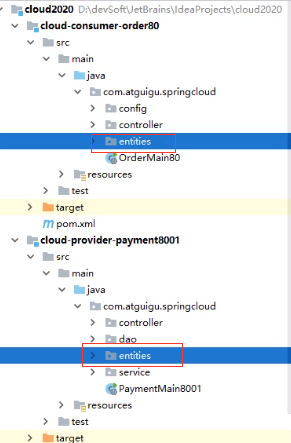 cloud2020 D:\devSoft\JetBrains\IdeaProjects\cloud2020
cloud-consumer-order80
src
main
java
com.atguigu.springcloud
config
controller
entities
OrderMain80
resources
test
target
pom.xml
cloud-provider-payment8001
src
main
java
com.atguigu.springcloud
controller
dao
entities
service
PaymentMain8001
resources
test
target